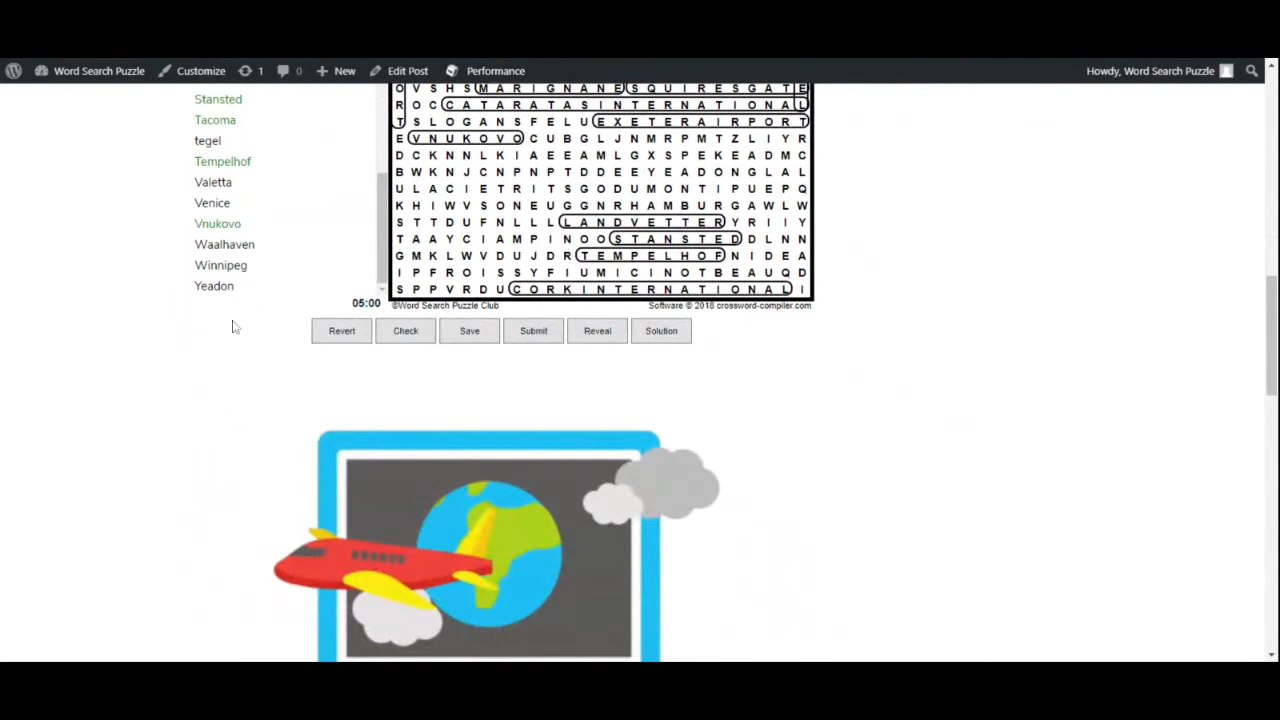 Word Search Puzzle Customize 1 0 New Edit Post Performance Howdy, Word Search Puzzle
Stansted
Tacoma
tegel
Tempelhof
Valetta
Venice
Vnukovo
Waalhaven
Winnipeg
Yeadon
O V S H S M A R I G N A N E S Q U I R E S G A T E
R O C C A T A R A T A S I N T E R N A T I O N A L
T S L O G A N S F E L U E X E T E R A I R P O R T
E V N U K O V O C U B G L J N M R P M T Z L I Y R
D C K N N L K I A E E A M L G X S P E K E A D M C
B W K N J C N P N P T D D E E Y E A D O N G L A L
U L A C I E T R I T S G O D U M O N T I P U E P Q
K H I W V S O N E U G G N R H A M B U R G A W L W
S T T D U F N L L L L A N D V E T T E R Y R I I Y
T A A Y C I A M P I N O O S T A N S T E D D L N N
G M K L W V D U J D R T E M P E L H O F N I D E A
I P F R O I S S Y F I U M I C I N O T B E A U Q D
S P P V R D U C O R K I N T E R N A T I O N A L I
05:00 ©Word Search Puzzle Club Software © 2018 crossword-compiler.com
Revert Check Save Submit Reveal Solution